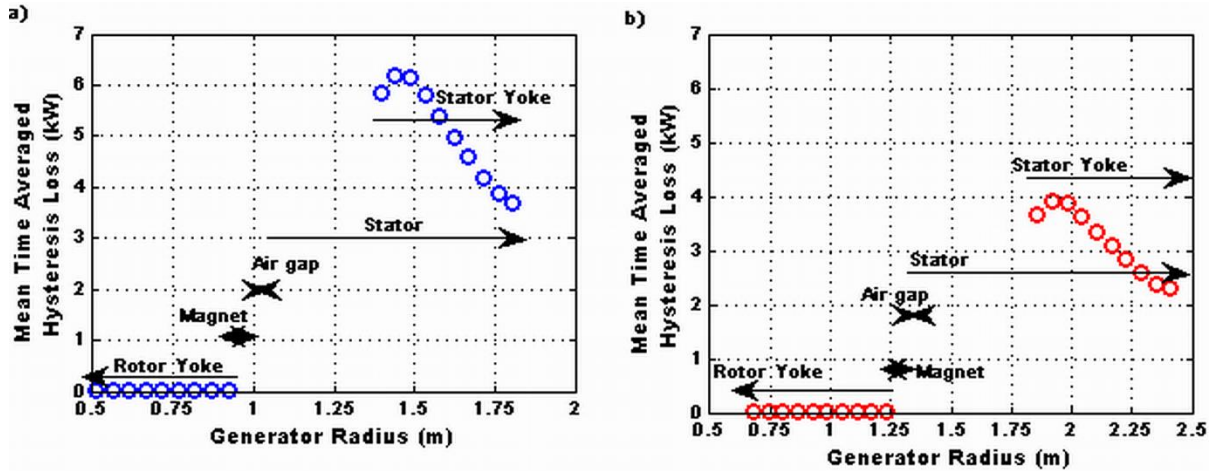 a)
Mean Time Averaged
Hysteresis Loss (kW)
7
6
5
4
3
2
1
0
Stator Yoke
Stator
Air gap
Magnet
Rotor Yoke
0.5 0.75 1 1.25 1.5 1.75 2
Generator Radius (m)
b)
Mean Time Averaged
Hysteresis Loss (kW)
7
6
5
4
3
2
1
0
Stator Yoke
Stator
Air gap
Magnet
Rotor Yoke
0.5 0.75 1 1.25 1.5 1.75 2 2.25 2.5
Generator Radius (m)